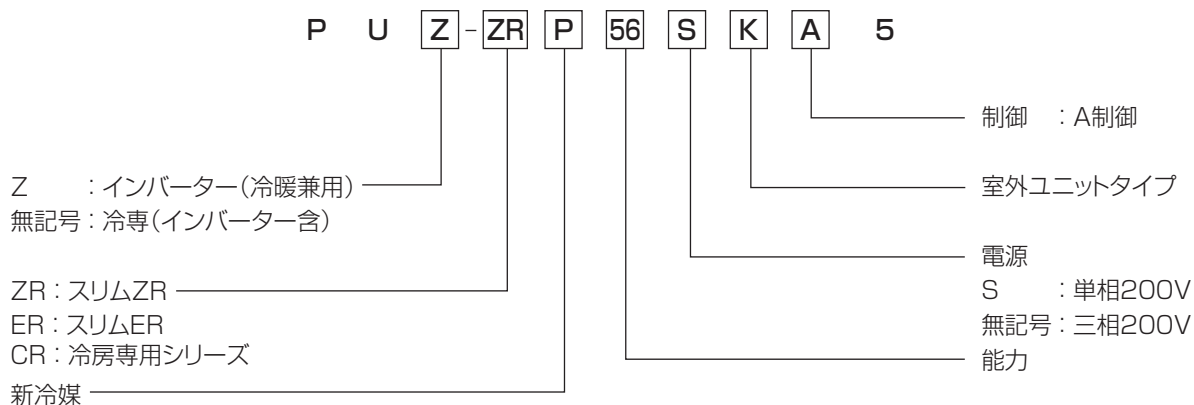 PUZ-ZRP56SKA5
制御 :A制御
Z :インバーター(冷暖兼用)
無記号:冷専(インバーター含)
室外ユニットタイプ
電源
S :単相200V
無記号:三相200V
能力
ZR:スリムZR
ER:スリムER
CR:冷房専用シリーズ
新冷媒